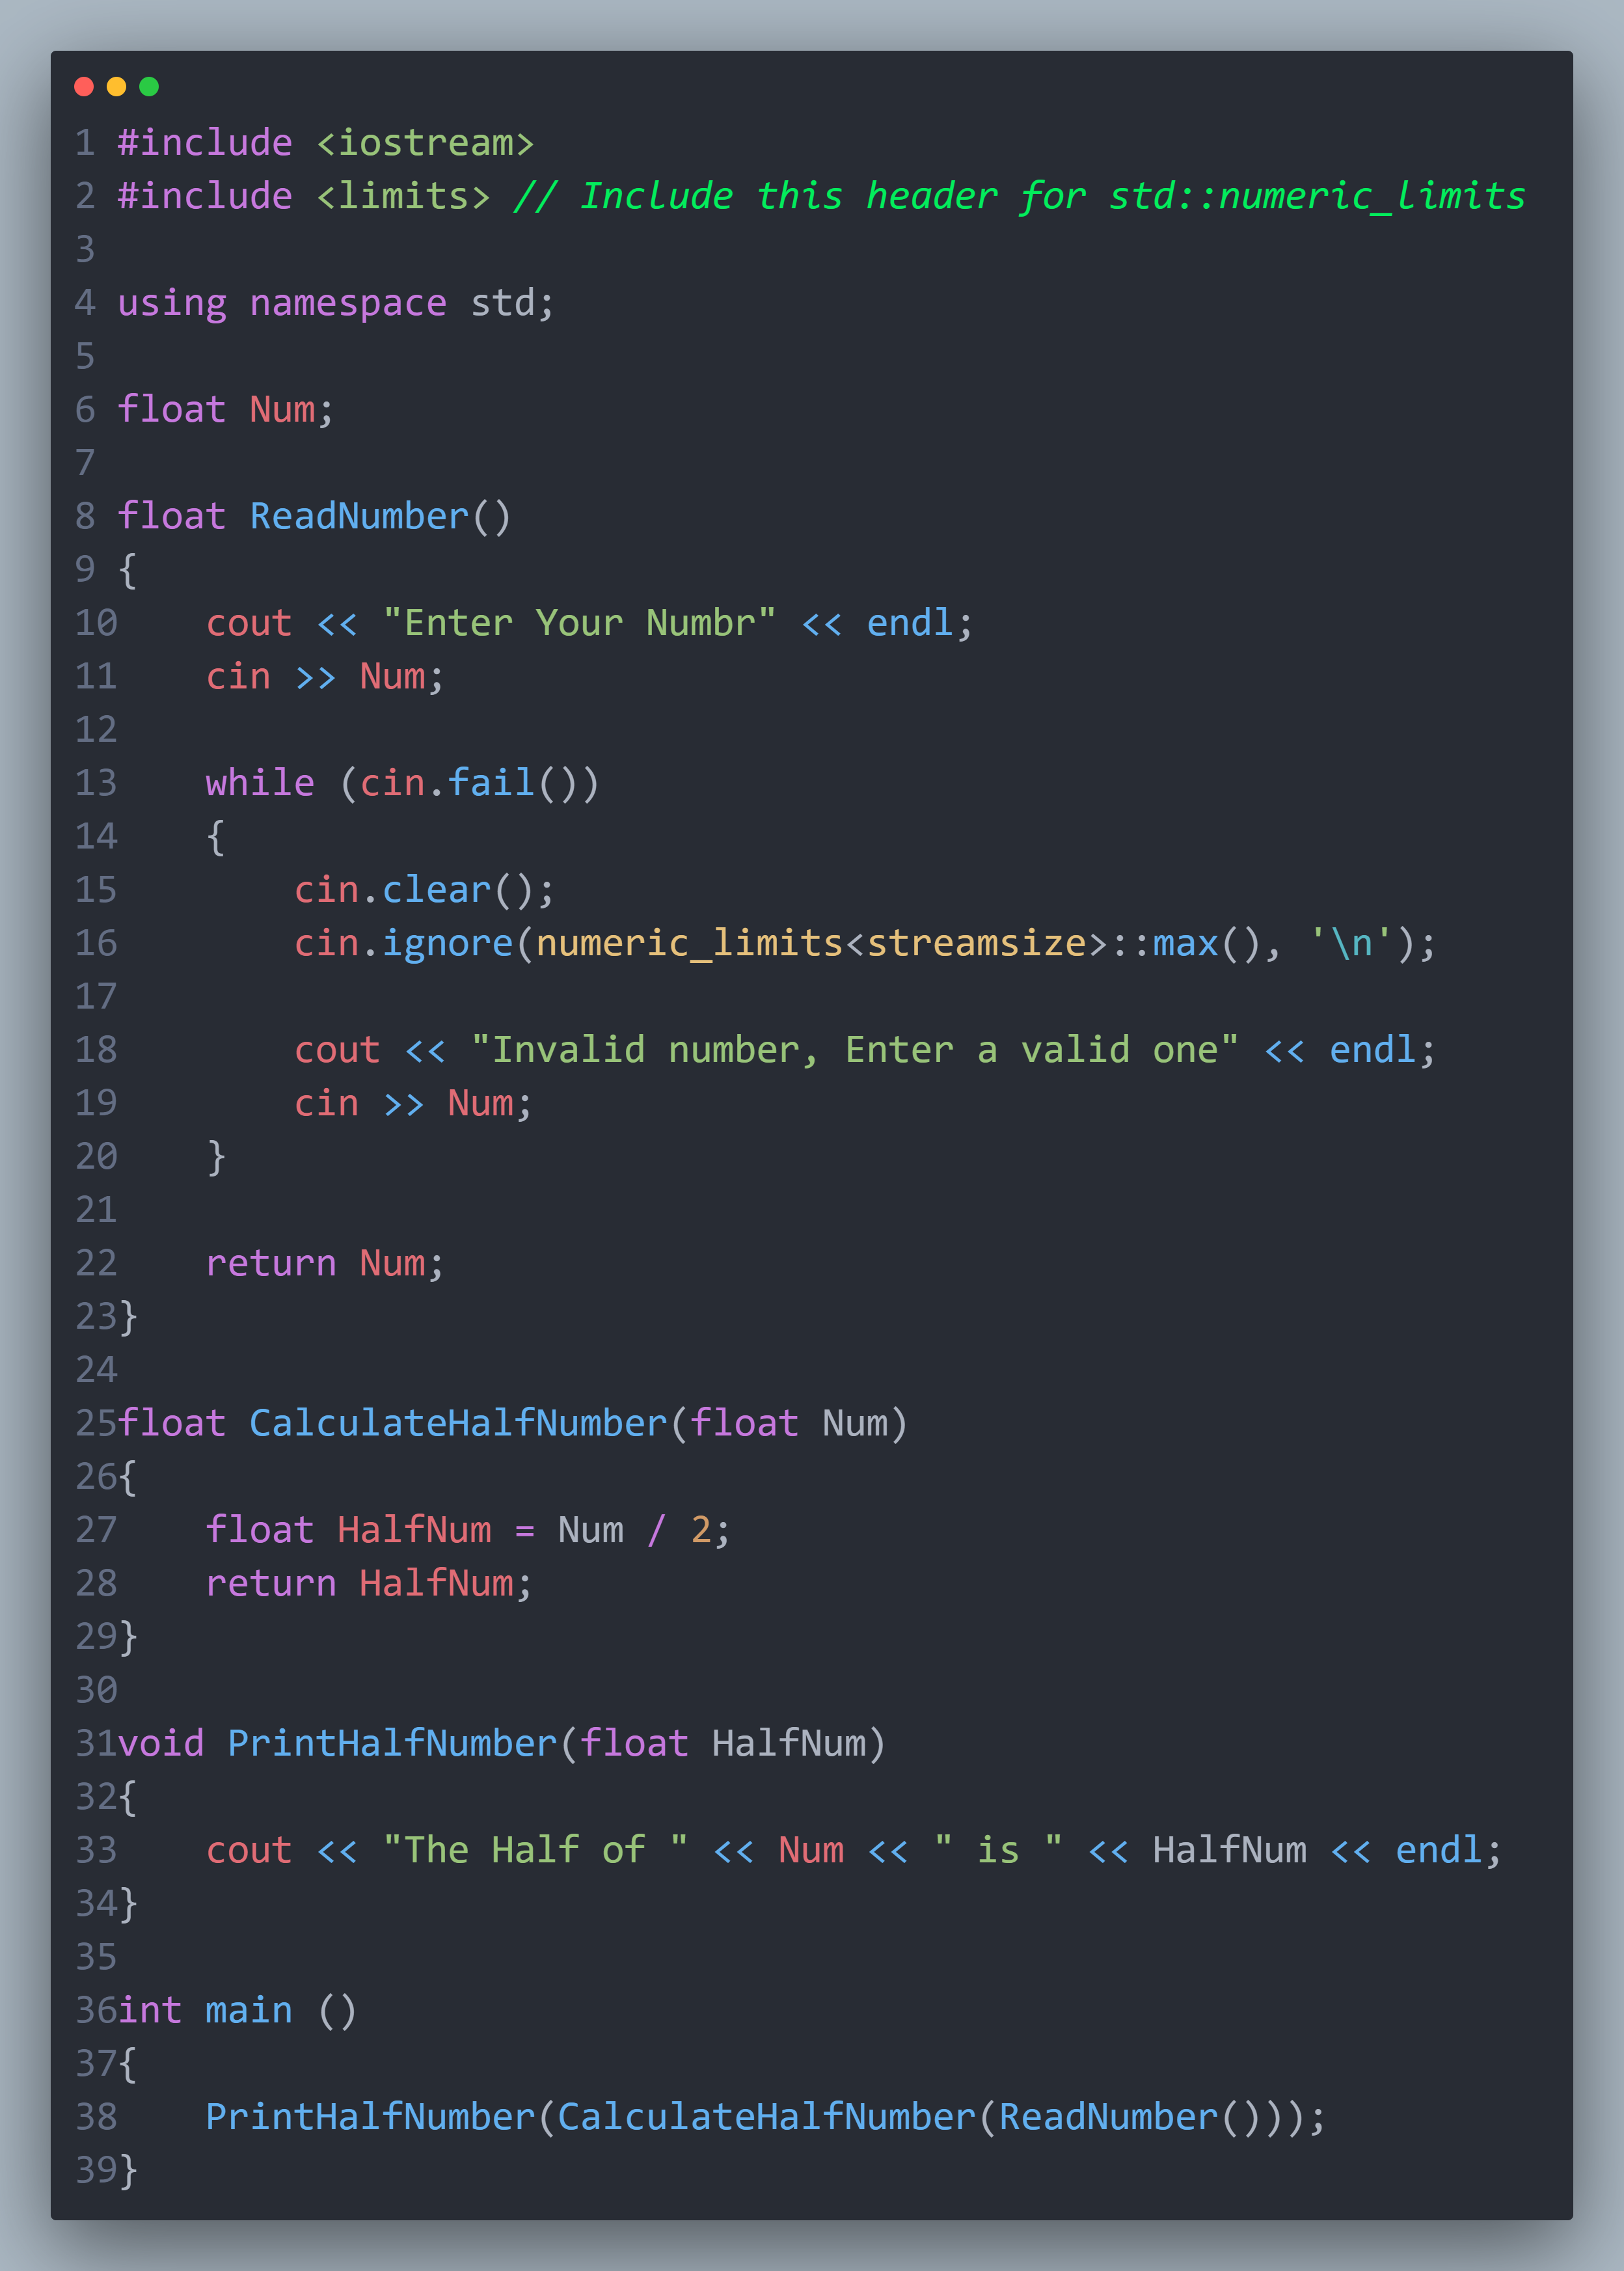 1 #include <iostream>
2 #include <limits> // Include this header for std::numeric_limits
3
4 using namespace std;
5
6 float Num;
7
8 float ReadNumber()
9 {
10    cout << "Enter Your Numbr" << endl;
11    cin >> Num;
12
13    while (cin.fail())
14    {
15        cin.clear();
16        cin.ignore(numeric_limits<streamsize>::max(), '\n');
17
18        cout << "Invalid number, Enter a valid one" << endl;
19        cin >> Num;
20    }
21
22    return Num;
23}
24
25float CalculateHalfNumber(float Num)
26{
27    float HalfNum = Num / 2;
28    return HalfNum;
29}
30
31void PrintHalfNumber(float HalfNum)
32{
33    cout << "The Half of " << Num << " is " << HalfNum << endl;
34}
35
36int main ()
37{
38    PrintHalfNumber(CalculateHalfNumber(ReadNumber()));
39}